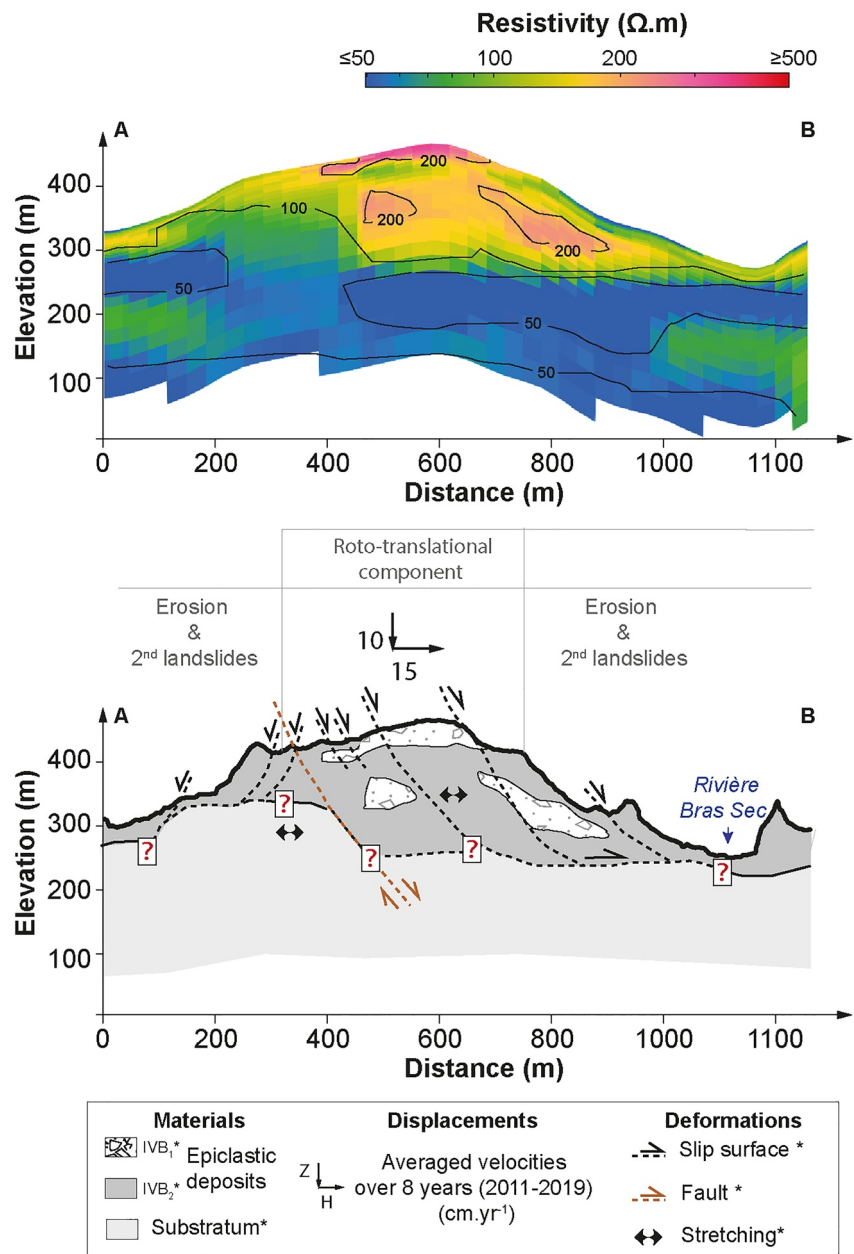 Resistivity (Ω.m)
≤50 100 200 ≥500
A B
Elevation (m)
400
300
200
100
200
100
200
200
50
50
50
0 200 400 600 800 1000 1100
Distance (m)
Roto-translational
component
Erosion
&
2nd landslides
10
15
Erosion
&
2nd landslides
A B
Elevation (m)
400
300
200
100
?
?
?
?
?
Rivière
Bras Sec
0 200 400 600 800 1000 1100
Distance (m)
Materials
IVB1* Epiclastic
IVB2* deposits
Substratum*
Displacements
Z
H
Averaged velocities
over 8 years (2011-2019)
(cm.yr-1)
Deformations
Slip surface *
Fault *
Stretching*